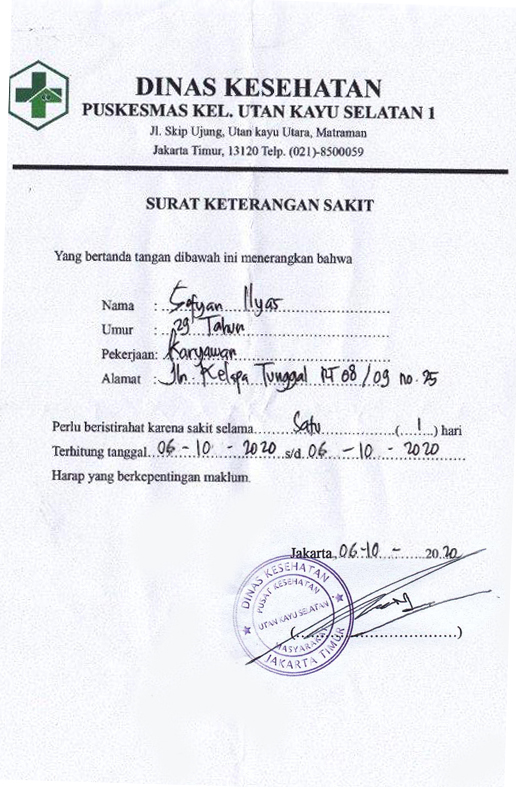 DINAS KESEHATAN
PUSKESMAS KEL. UTAN KAYU SELATAN 1
Jl. Skip Ujung, Utan kayu Utara, Matraman
Jakarta Timur, 13120 Telp. (021)-8500059
SURAT KETERANGAN SAKIT
Yang bertanda tangan dibawah ini menerangkan bahwa
Nama : Sofyan Ilyas
Umur : 29 Tahun
Pekerjaan: Karyawan
Alamat : Jln Kelapa Tunggal RT 08/09 no. 25
Perlu beristirahat karena sakit selama Satu ( 1 ) hari
Terhitung tanggal 06 - 10 - 2020 s/d 06 - 10 - 2020
Harap yang berkepentingan maklum.
Jakarta, 06-10 - 2020
DINAS KESEHATAN
PUSAT KESEHATAN
UTAN KAYU SELATAN
MASYARAKAT
JAKARTA TIMUR
(....................)